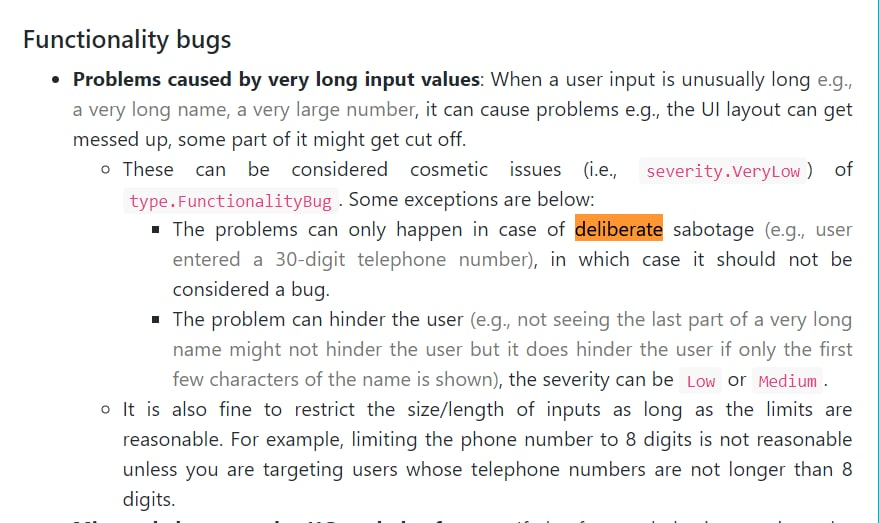 Functionality bugs
• Problems caused by very long input values: When a user input is unusually long e.g.,
a very long name, a very large number, it can cause problems e.g., the UI layout can get
messed up, some part of it might get cut off.
◦ These can be considered cosmetic issues (i.e., severity.VeryLow) of
type.FunctionalityBug. Some exceptions are below:
▪ The problems can only happen in case of deliberate sabotage (e.g., user
entered a 30-digit telephone number), in which case it should not be
considered a bug.
▪ The problem can hinder the user (e.g., not seeing the last part of a very long
name might not hinder the user but it does hinder the user if only the first
few characters of the name is shown), the severity can be Low or Medium.
◦ It is also fine to restrict the size/length of inputs as long as the limits are
reasonable. For example, limiting the phone number to 8 digits is not reasonable
unless you are targeting users whose telephone numbers are not longer than 8
digits.